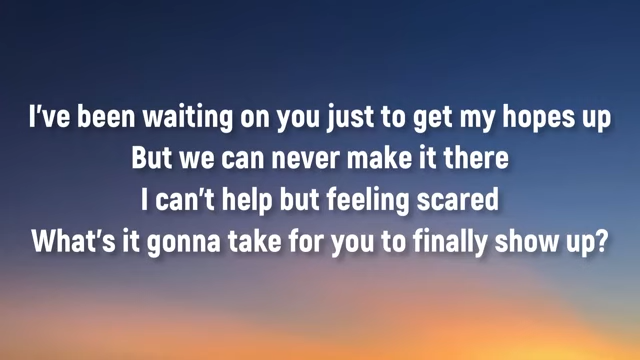 I've been waiting on you just to get my hopes up
But we can never make it there
I can't help but feeling scared
What's it gonna take for you to finally show up?